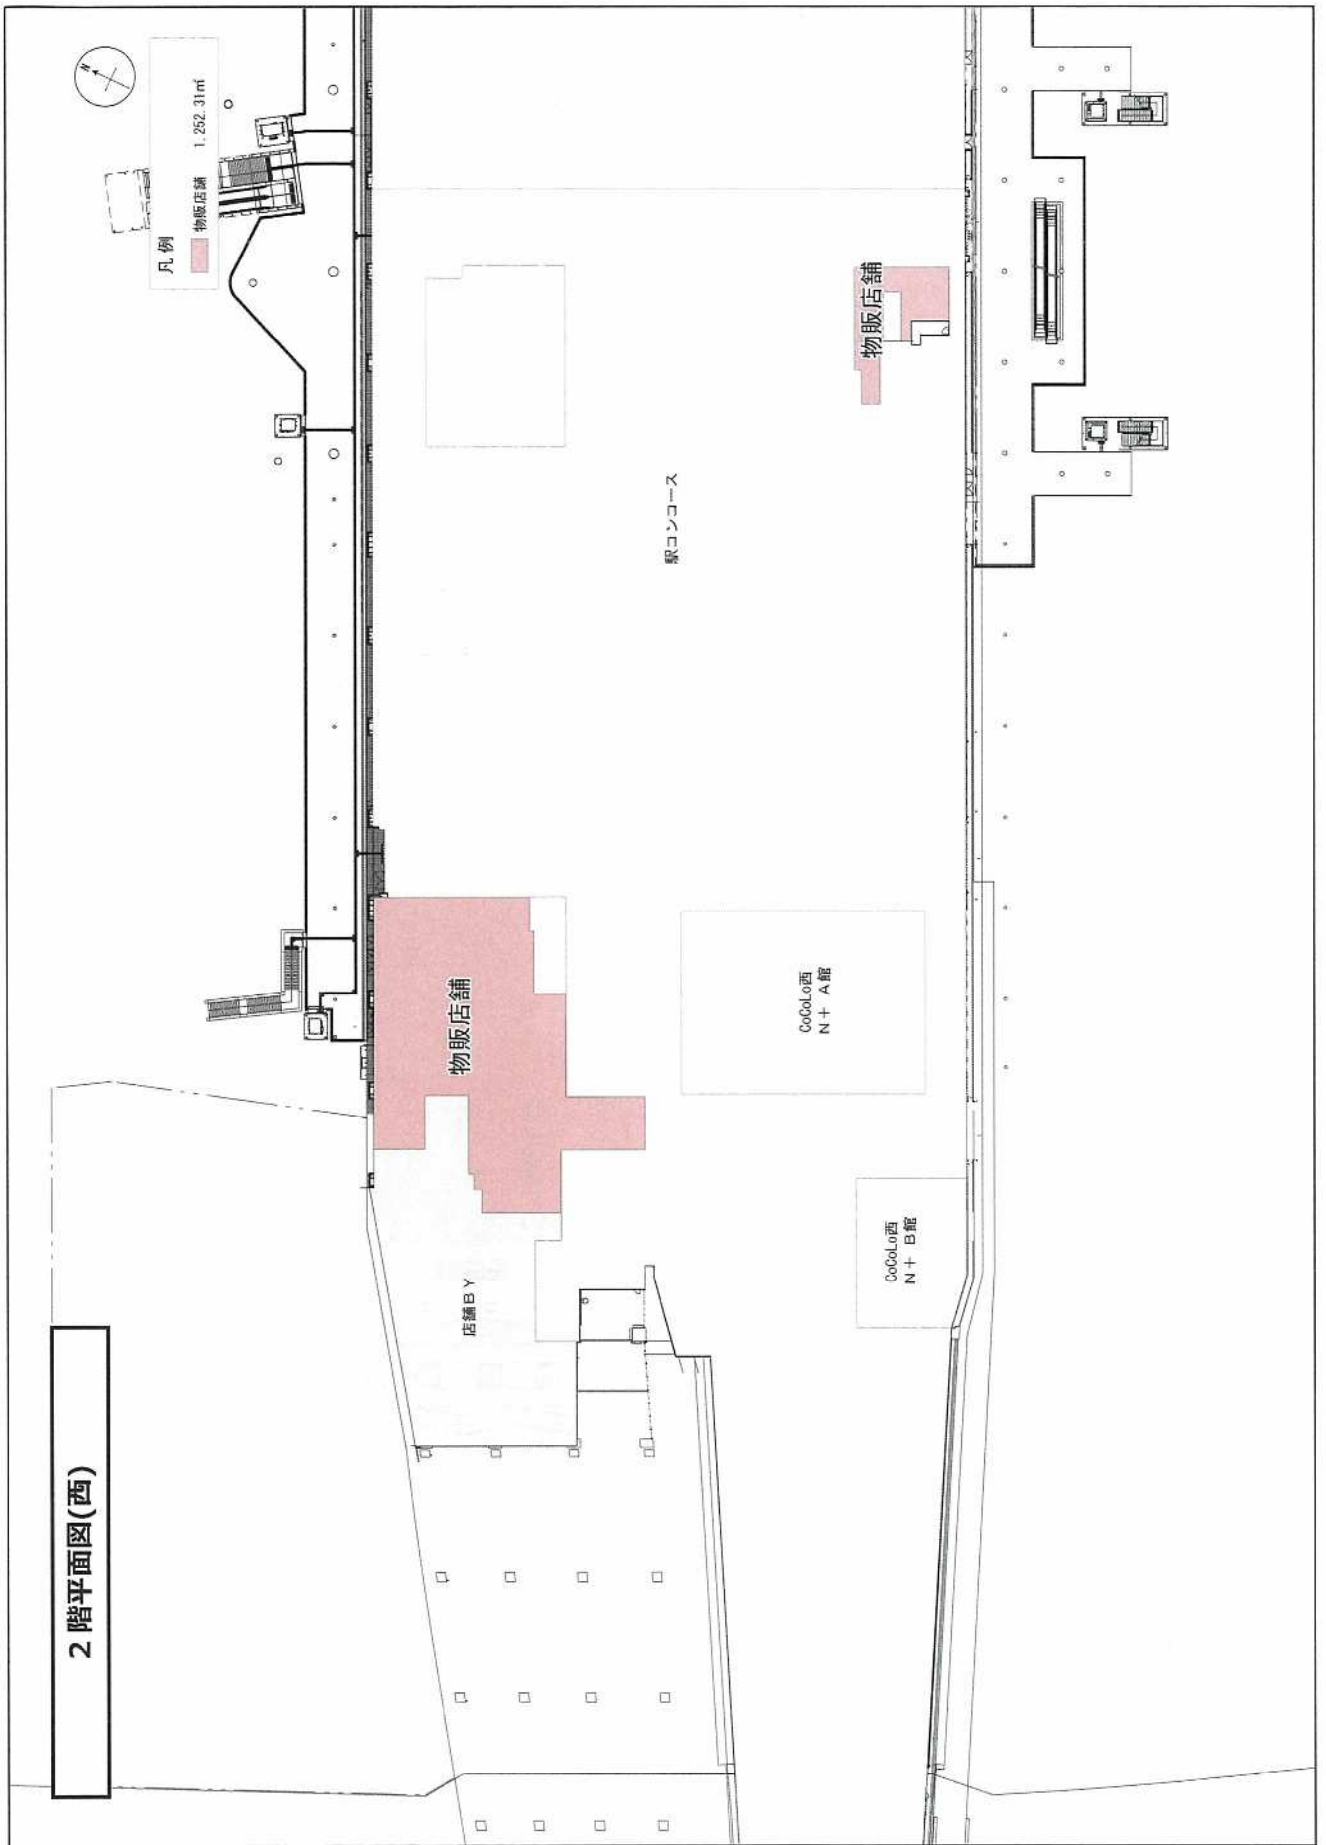 2階平面図(西)
N
凡例
物販店舗 1,252.31㎡
物販店舗
店舗BY
駅コンコース
物販店舗
CoCoLo西
N+ A館
CoCoLo西
N+ B館